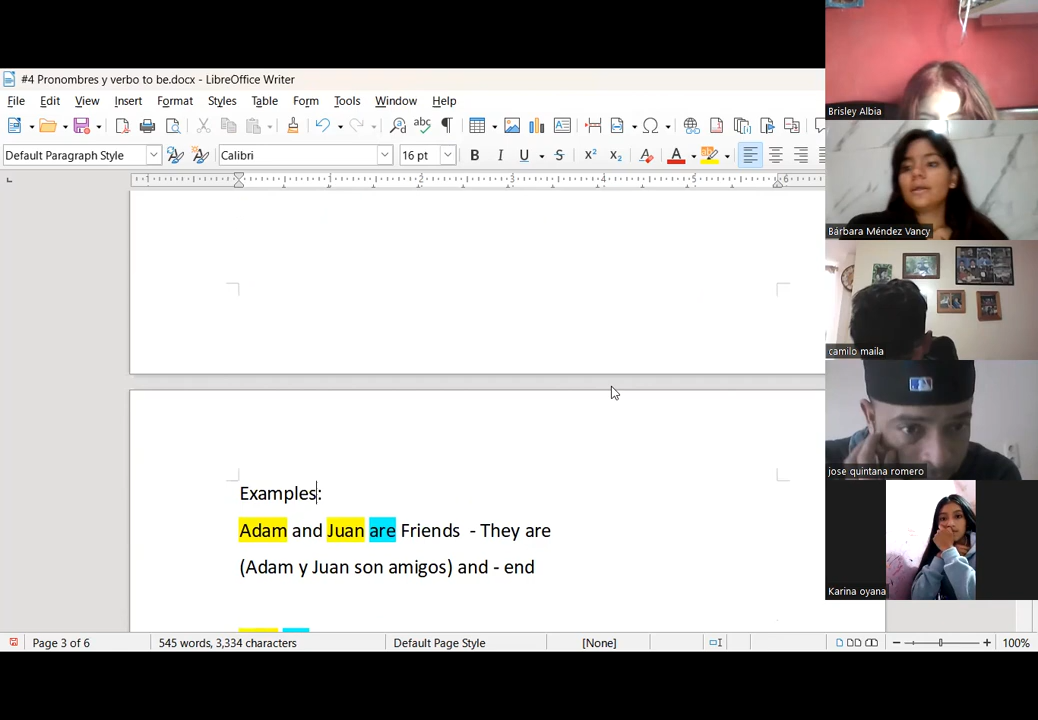 #4 Pronombres y verbo to be.docx - LibreOffice Writer
File Edit View Insert Format Styles Table Form Tools Window Help
Default Paragraph Style Calibri 16 pt
Examples:
Adam and Juan are Friends - They are
(Adam y Juan son amigos) and - end
Page 3 of 6 545 words, 3,334 characters Default Page Style [None] 100%
Brisley Albia
Bárbara Méndez Vancy
camilo maila
jose quintana romero
Karina oyana